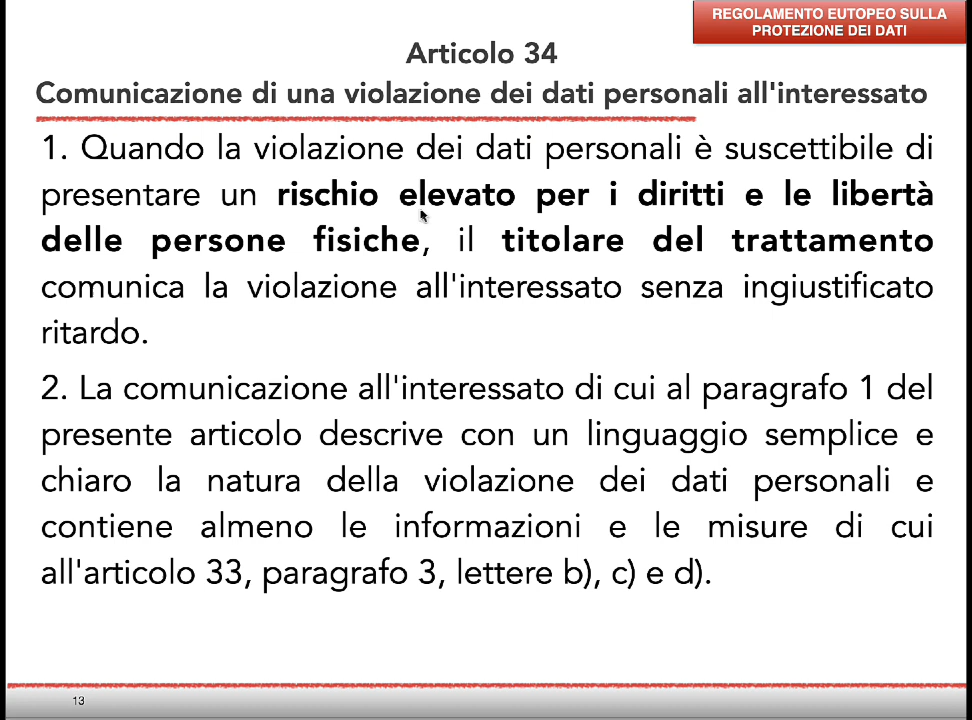 REGOLAMENTO EUTOPEO SULLA
PROTEZIONE DEI DATI
Articolo 34
Comunicazione di una violazione dei dati personali all'interessato
1. Quando la violazione dei dati personali è suscettibile di
presentare un rischio elevato per i diritti e le libertà
delle persone fisiche, il titolare del trattamento
comunica la violazione all'interessato senza ingiustificato
ritardo.
2. La comunicazione all'interessato di cui al paragrafo 1 del
presente articolo descrive con un linguaggio semplice e
chiaro la natura della violazione dei dati personali e
contiene almeno le informazioni e le misure di cui
all'articolo 33, paragrafo 3, lettere b), c) e d).
13